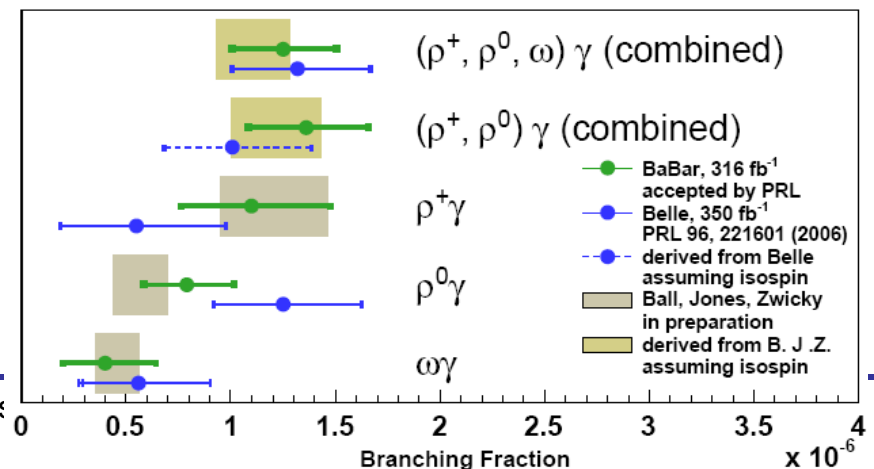 (ρ⁺, ρ⁰, ω) γ (combined)
(ρ⁺, ρ⁰) γ (combined)
ρ⁺γ
ρ⁰γ
ωγ
BaBar, 316 fb⁻¹
accepted by PRL
Belle, 350 fb⁻¹
PRL 96, 221601 (2006)
derived from Belle
assuming isospin
Ball, Jones, Zwicky
in preparation
derived from B. J .Z.
assuming isospin
0 0.5 1 1.5 2 2.5 3 3.5 4
Branching Fraction
x 10⁻⁶